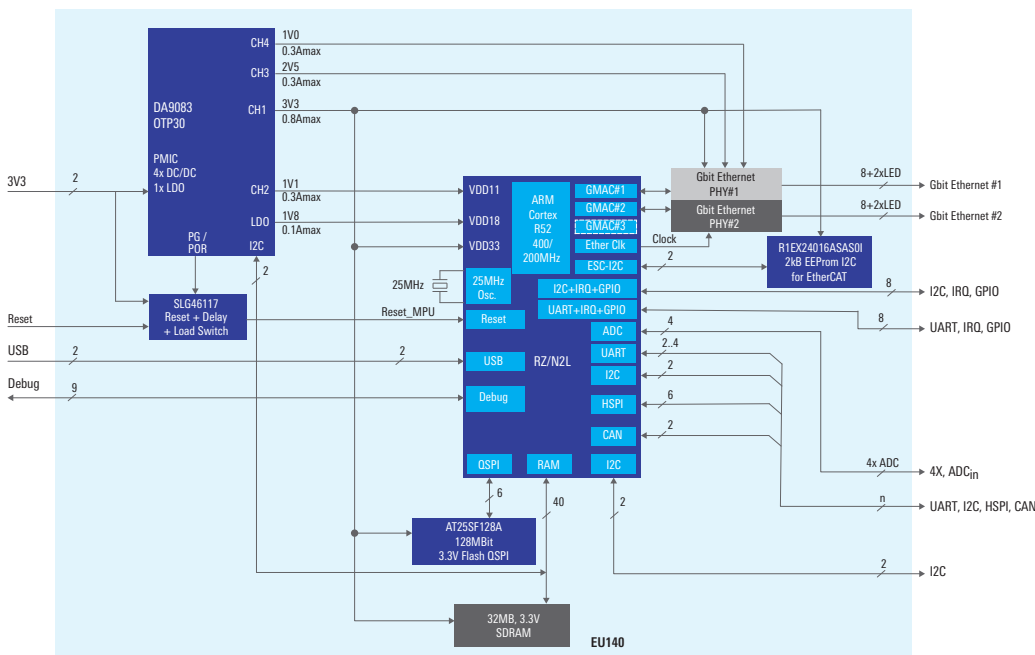 CH4
1V0
0.3Amax
CH3
2V5
0.3Amax
CH1
3V3
0.8Amax
DA9083
OTP30
PMIC
4x DC/DC
1x LDO
3V3
2
CH2
1V1
0.3Amax
LDO
1V8
0.1Amax
PG /
POR
I2C
2
VDD11
VDD18
VDD33
ARM
Cortex
R52
400/
200MHz
GMAC#1
GMAC#2
GMAC#3
Ether Clk
ESC-I2C
Clock
2
Gbit Ethernet
PHY#1
Gbit Ethernet
PHY#2
8+2xLED
Gbit Ethernet #1
8+2xLED
Gbit Ethernet #2
R1EX24016ASAS0I
2kB EEProm I2C
for EtherCAT
25MHz
25MHz
Osc.
I2C+IRQ+GPIO
8
I2C, IRQ, GPIO
UART+IRQ+GPIO
8
UART, IRQ, GPIO
SLG46117
Reset + Delay
+ Load Switch
Reset
Reset_MPU
Reset
ADC
4
USB
2
2
USB
RZ/N2L
UART
2..4
I2C
2
Debug
9
Debug
HSPI
6
CAN
2
QSPI
RAM
I2C
4x ADC
4X, ADCin
6
40
2
n
UART, I2C, HSPI, CAN
AT25SF128A
128MBit
3.3V Flash QSPI
2
I2C
32MB, 3.3V
SDRAM
EU140